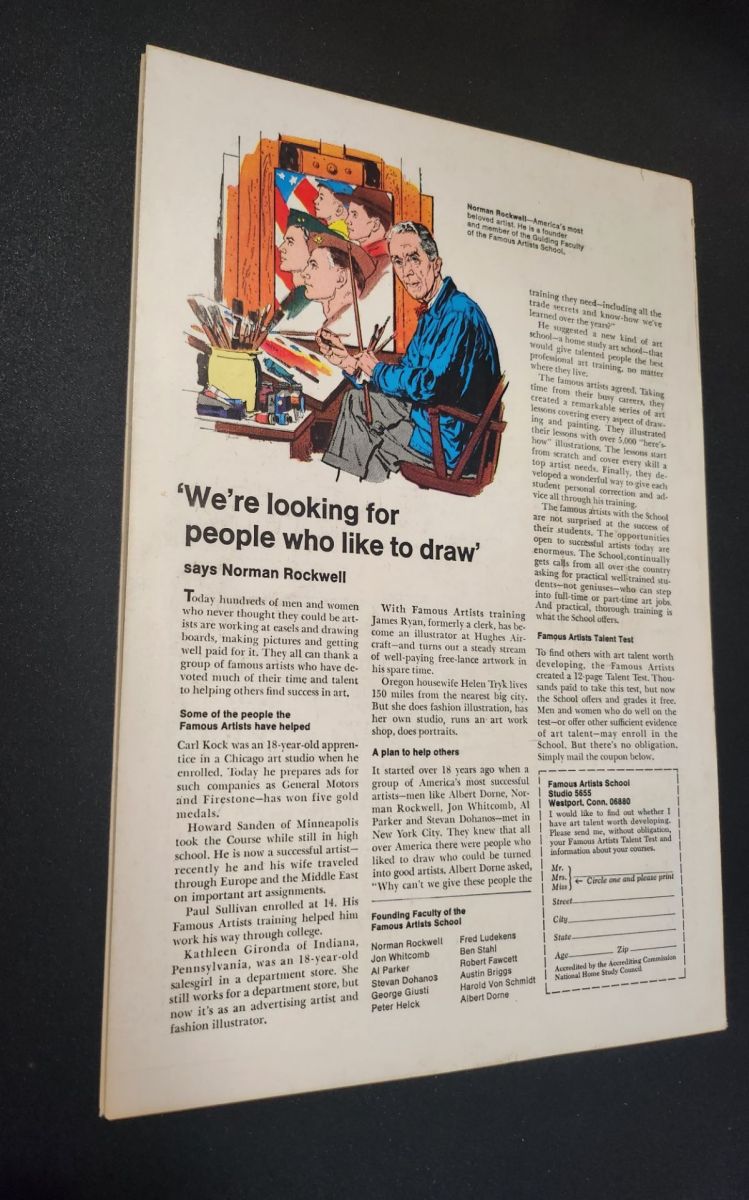 Norman Rockwell—America's most
beloved artist. He is a founder
and member of the Guiding Faculty
of the Famous Artists School.
'We're looking for
people who like to draw'
says Norman Rockwell
Today hundreds of men and women
who never thought they could be art-
ists are working at easels and drawing
boards, making pictures and getting
well paid for it. They all can thank a
group of famous artists who have de-
voted much of their time and talent
to helping others find success in art.
Some of the people the
Famous Artists have helped
Carl Kock was an 18-year-old appren-
tice in a Chicago art studio when he
enrolled. Today he prepares ads for
such companies as General Motors
and Firestone—has won five gold
medals.
Howard Sanden of Minneapolis
took the Course while still in high
school. He is now a successful artist—
recently he and his wife traveled
through Europe and the Middle East
on important art assignments.
Paul Sullivan enrolled at 14. His
Famous Artists training helped him
work his way through college.
Kathleen Gironda of Indiana,
Pennsylvania, was an 18-year-old
salesgirl in a department store. She
still works for a department store, but
now it's as an advertising artist and
fashion illustrator.
With Famous Artists training
James Ryan, formerly a clerk, has be-
come an illustrator at Hughes Air-
craft—and turns out a steady stream
of well-paying free-lance artwork in
his spare time.
Oregon housewife Helen Tryk lives
150 miles from the nearest big city.
But she does fashion illustration, has
her own studio, runs an art work
shop, does portraits.
A plan to help others
It started over 18 years ago when a
group of America's most successful
artists—men like Albert Dorne, Nor-
man Rockwell, Jon Whitcomb, Al
Parker and Stevan Dohanos—met in
New York City. They knew that all
over America there were people who
liked to draw who could be turned
into good artists. Albert Dorne asked,
"Why can't we give these people the
training they need—including all the
trade secrets and know-how we've
learned over the years?"
He suggested a new kind of art
school—a home study art school—that
would give talented people the best
professional art training, no matter
where they live.
The famous artists agreed. Taking
time from their busy careers, they
created a remarkable series of art
lessons covering every aspect of draw-
ing and painting. They illustrated
their lessons with over 5,000 "here's-
how" illustrations. The lessons start
from scratch and cover every skill a
top artist needs. Finally, they de-
veloped a wonderful way to give each
student personal correction and ad-
vice all through his training.
The famous artists with the School
are not surprised at the success of
their students. The opportunities
open to successful artists today are
enormous. The School continually
gets calls from all over the country
asking for practical well-trained stu-
dents—not geniuses—who can step
into full-time or part-time art jobs.
And practical, thorough training is
what the School offers.
Famous Artists Talent Test
To find others with art talent worth
developing, the Famous Artists
created a 12-page Talent Test. Thou-
sands paid to take this test, but now
the School offers and grades it free.
Men and women who do well on the
test—or offer other sufficient evidence
of art talent—may enroll in the
School. But there's no obligation.
Simply mail the coupon below.
Founding Faculty of the
Famous Artists School
Norman Rockwell
Jon Whitcomb
Al Parker
Stevan Dohanos
George Giusti
Peter Helck
Fred Ludekens
Ben Stahl
Robert Fawcett
Austin Briggs
Harold Von Schmidt
Albert Dorne
Famous Artists School
Studio 5655
Westport, Conn. 06880
I would like to find out whether I
have art talent worth developing.
Please send me, without obligation,
your Famous Artists Talent Test and
information about your courses.
Mr.
Mrs. ← Circle one and please print
Miss
Street
City
State
Age Zip
Accredited by the Accrediting Commission
National Home Study Council